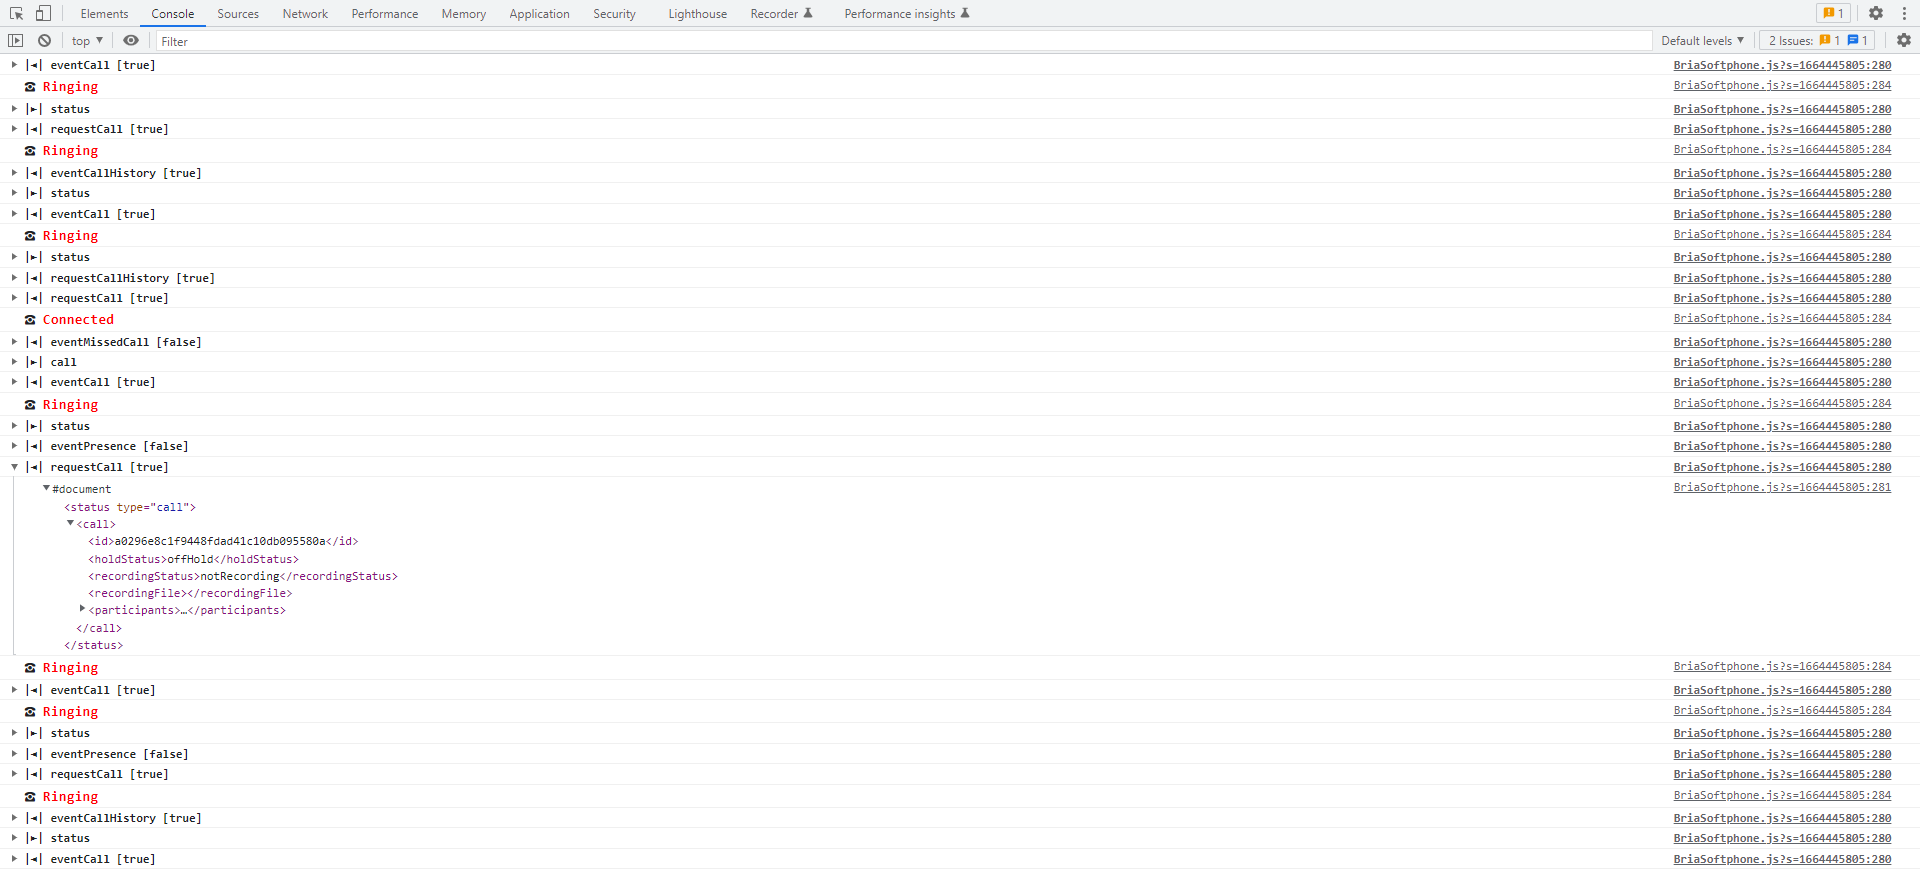 Elements Console Sources Network Performance Memory Application Security Lighthouse Recorder Performance insights 1
top ▼ Filter Default levels ▼ 2 Issues: 1 1
|◄| eventCall [true] BriaSoftphone.js?s=1664445805:280
☎ Ringing BriaSoftphone.js?s=1664445805:284
|►| status BriaSoftphone.js?s=1664445805:280
|◄| requestCall [true] BriaSoftphone.js?s=1664445805:280
☎ Ringing BriaSoftphone.js?s=1664445805:284
|◄| eventCallHistory [true] BriaSoftphone.js?s=1664445805:280
|►| status BriaSoftphone.js?s=1664445805:280
|◄| eventCall [true] BriaSoftphone.js?s=1664445805:280
☎ Ringing BriaSoftphone.js?s=1664445805:284
|►| status BriaSoftphone.js?s=1664445805:280
|◄| requestCallHistory [true] BriaSoftphone.js?s=1664445805:280
|◄| requestCall [true] BriaSoftphone.js?s=1664445805:280
☎ Connected BriaSoftphone.js?s=1664445805:284
|◄| eventMissedCall [false] BriaSoftphone.js?s=1664445805:280
|►| call BriaSoftphone.js?s=1664445805:280
|◄| eventCall [true] BriaSoftphone.js?s=1664445805:280
☎ Ringing BriaSoftphone.js?s=1664445805:284
|►| status BriaSoftphone.js?s=1664445805:280
|◄| eventPresence [false] BriaSoftphone.js?s=1664445805:280
|◄| requestCall [true] BriaSoftphone.js?s=1664445805:280
#document BriaSoftphone.js?s=1664445805:281
<status type="call">
<call>
<id>a0296e8c1f9448fdad41c10db095580a</id>
<holdStatus>offHold</holdStatus>
<recordingStatus>notRecording</recordingStatus>
<recordingFile></recordingFile>
<participants>…</participants>
</call>
</status>
☎ Ringing BriaSoftphone.js?s=1664445805:284
|◄| eventCall [true] BriaSoftphone.js?s=1664445805:280
☎ Ringing BriaSoftphone.js?s=1664445805:284
|►| status BriaSoftphone.js?s=1664445805:280
|◄| eventPresence [false] BriaSoftphone.js?s=1664445805:280
|◄| requestCall [true] BriaSoftphone.js?s=1664445805:280
☎ Ringing BriaSoftphone.js?s=1664445805:284
|◄| eventCallHistory [true] BriaSoftphone.js?s=1664445805:280
|►| status BriaSoftphone.js?s=1664445805:280
|◄| eventCall [true] BriaSoftphone.js?s=1664445805:280